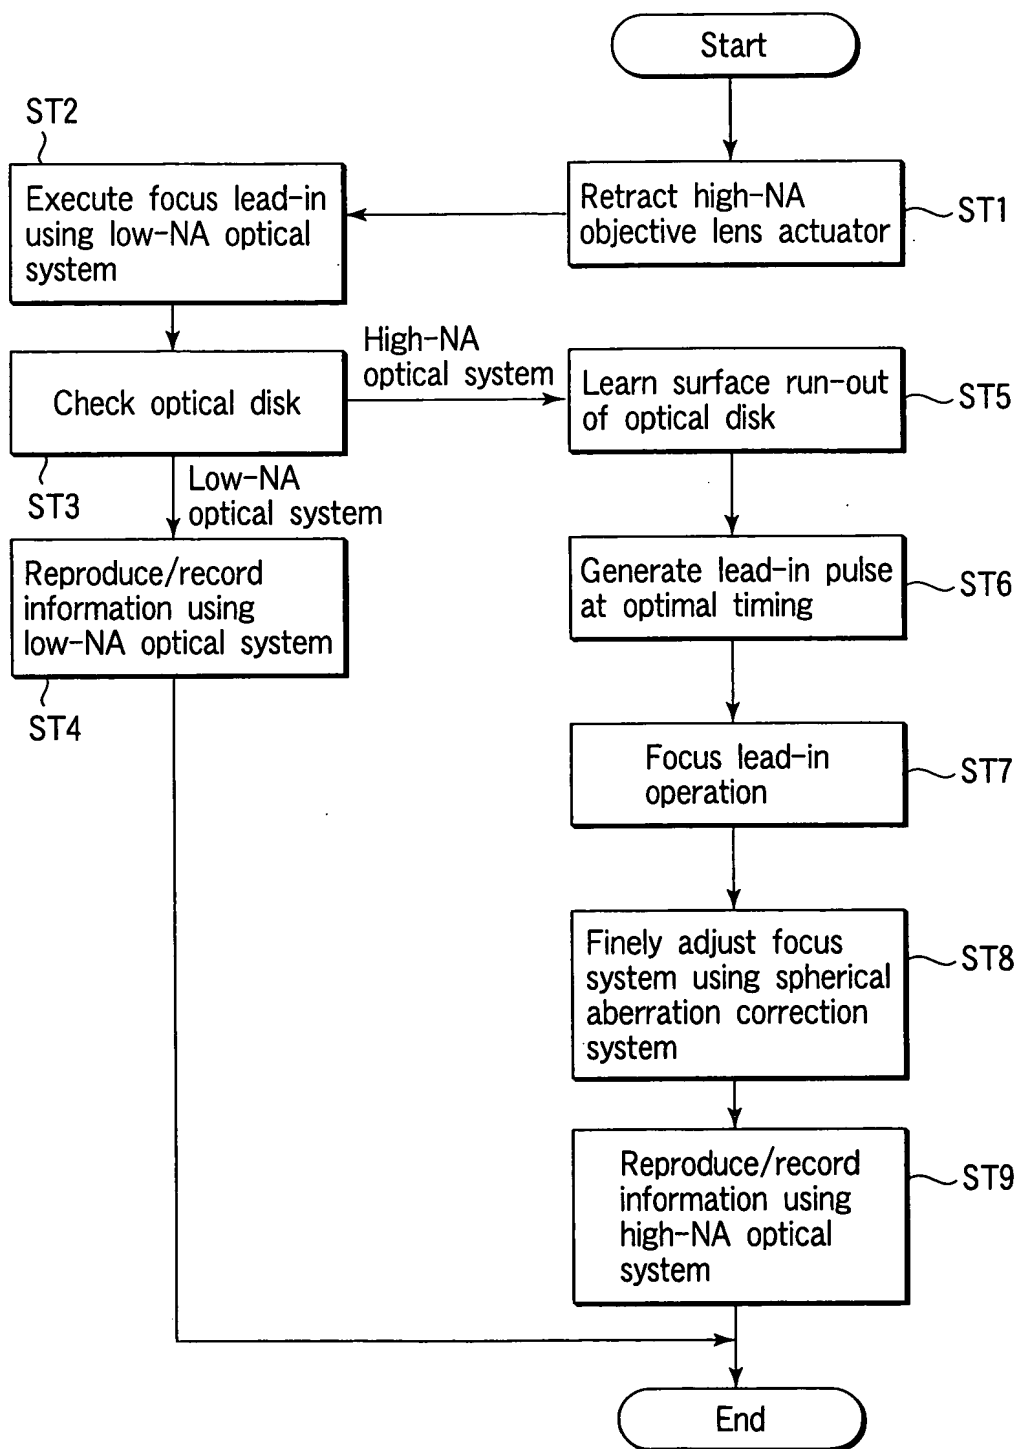 Start
ST1
Retract high-NA
objective lens actuator
ST2
Execute focus lead-in
using low-NA optical
system
Check optical disk
ST3
High-NA
optical system
Low-NA
optical system
Reproduce/record
information using
low-NA optical system
ST4
Learn surface run-out
of optical disk
ST5
Generate lead-in pulse
at optimal timing
ST6
Focus lead-in
operation
ST7
Finely adjust focus
system using spherical
aberration correction
system
ST8
Reproduce/record
information using
high-NA optical
system
ST9
End